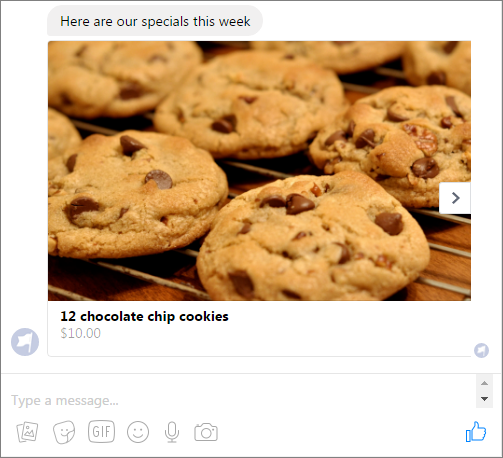 Here are our specials this week
12 chocolate chip cookies
$10.00
Type a message...
GIF